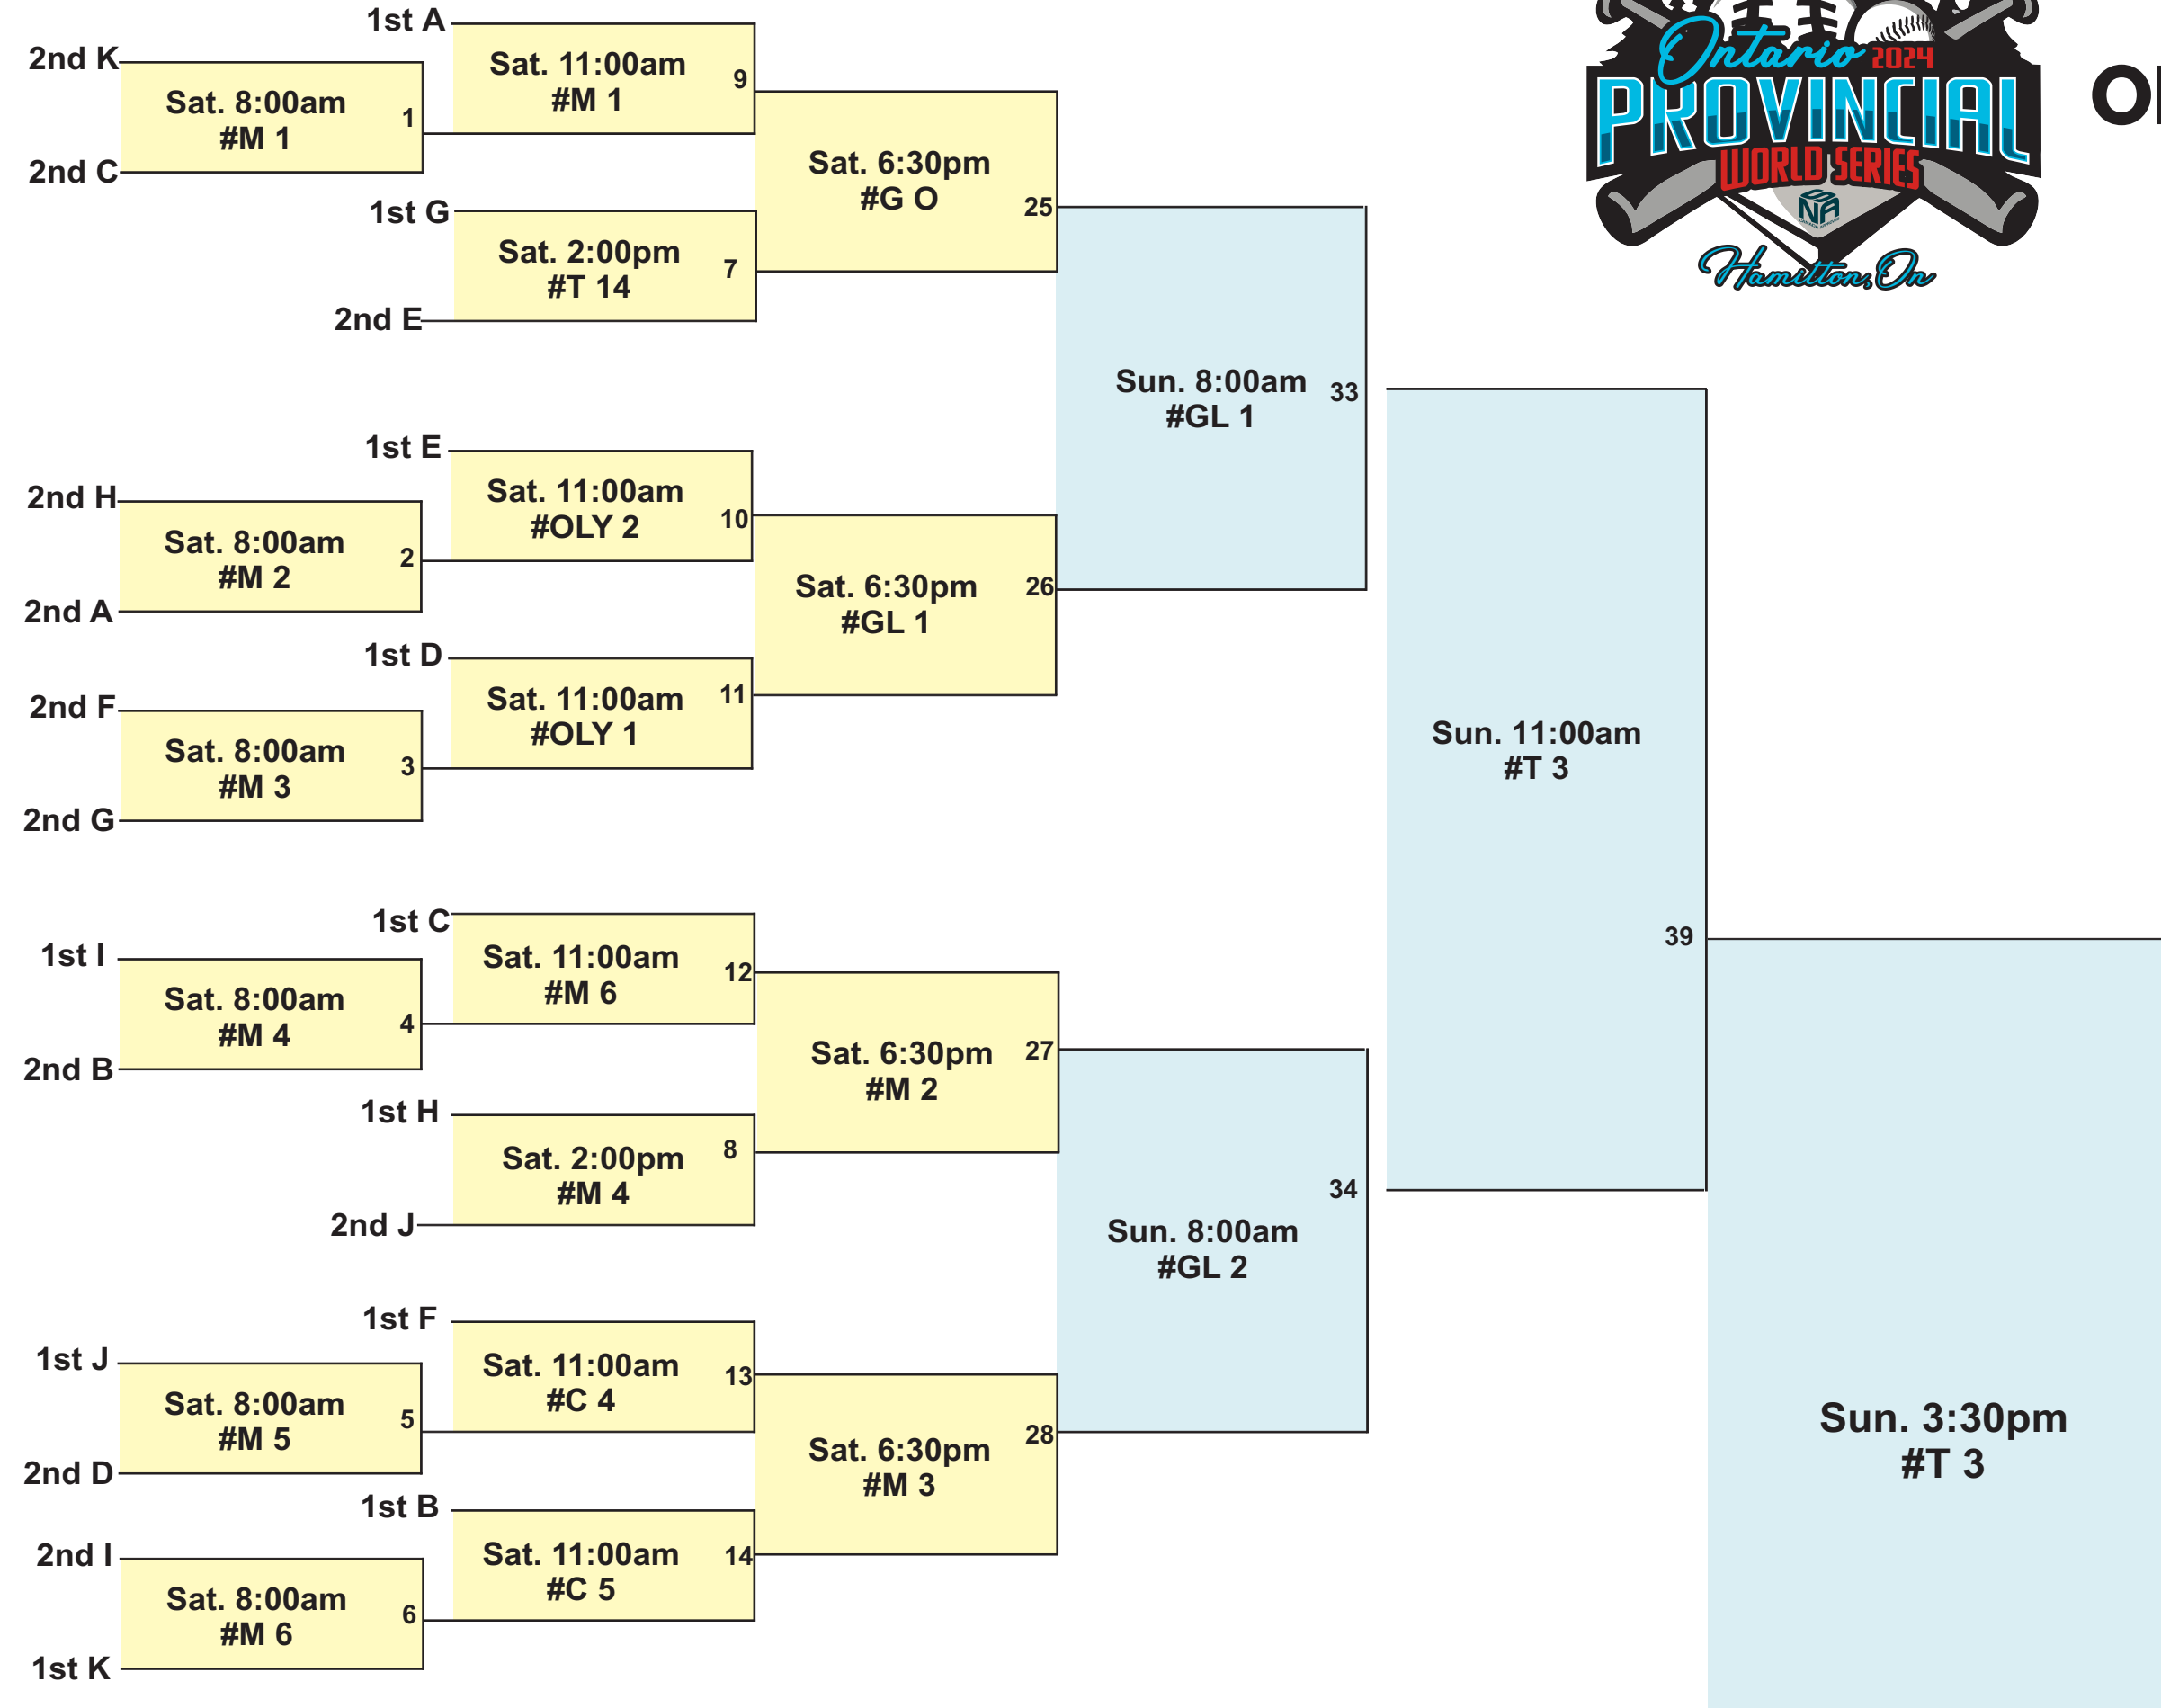 1st A
2nd K
Sat. 8:00am
#M 1
1
2nd C
Sat. 11:00am
#M 1
9
1st G
Sat. 2:00pm
#T 14
7
2nd E
Sat. 6:30pm
#G O
25
1st E
2nd H
Sat. 8:00am
#M 2
2
2nd A
Sat. 11:00am
#OLY 2
10
1st D
2nd F
Sat. 8:00am
#M 3
3
2nd G
Sat. 11:00am
#OLY 1
11
Sat. 6:30pm
#GL 1
26
Sun. 8:00am
#GL 1
33
1st C
1st I
Sat. 8:00am
#M 4
4
2nd B
Sat. 11:00am
#M 6
12
1st H
Sat. 2:00pm
#M 4
8
2nd J
Sat. 6:30pm
#M 2
27
1st F
1st J
Sat. 8:00am
#M 5
5
2nd D
Sat. 11:00am
#C 4
13
1st B
2nd I
Sat. 8:00am
#M 6
6
1st K
Sat. 11:00am
#C 5
14
Sat. 6:30pm
#M 3
28
Sun. 8:00am
#GL 2
34
Sun. 11:00am
#T 3
39
Sun. 3:30pm
#T 3
Ontario 2024
PROVINCIAL
WORLD SERIES
Hamilton, On